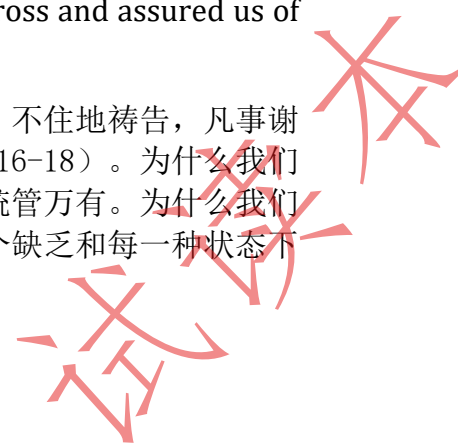 ross and assured us of
不住地祷告，凡事谢
16-18）。为什么我们
统管万有。为什么我们
个缺乏和每一种状态下
试读本